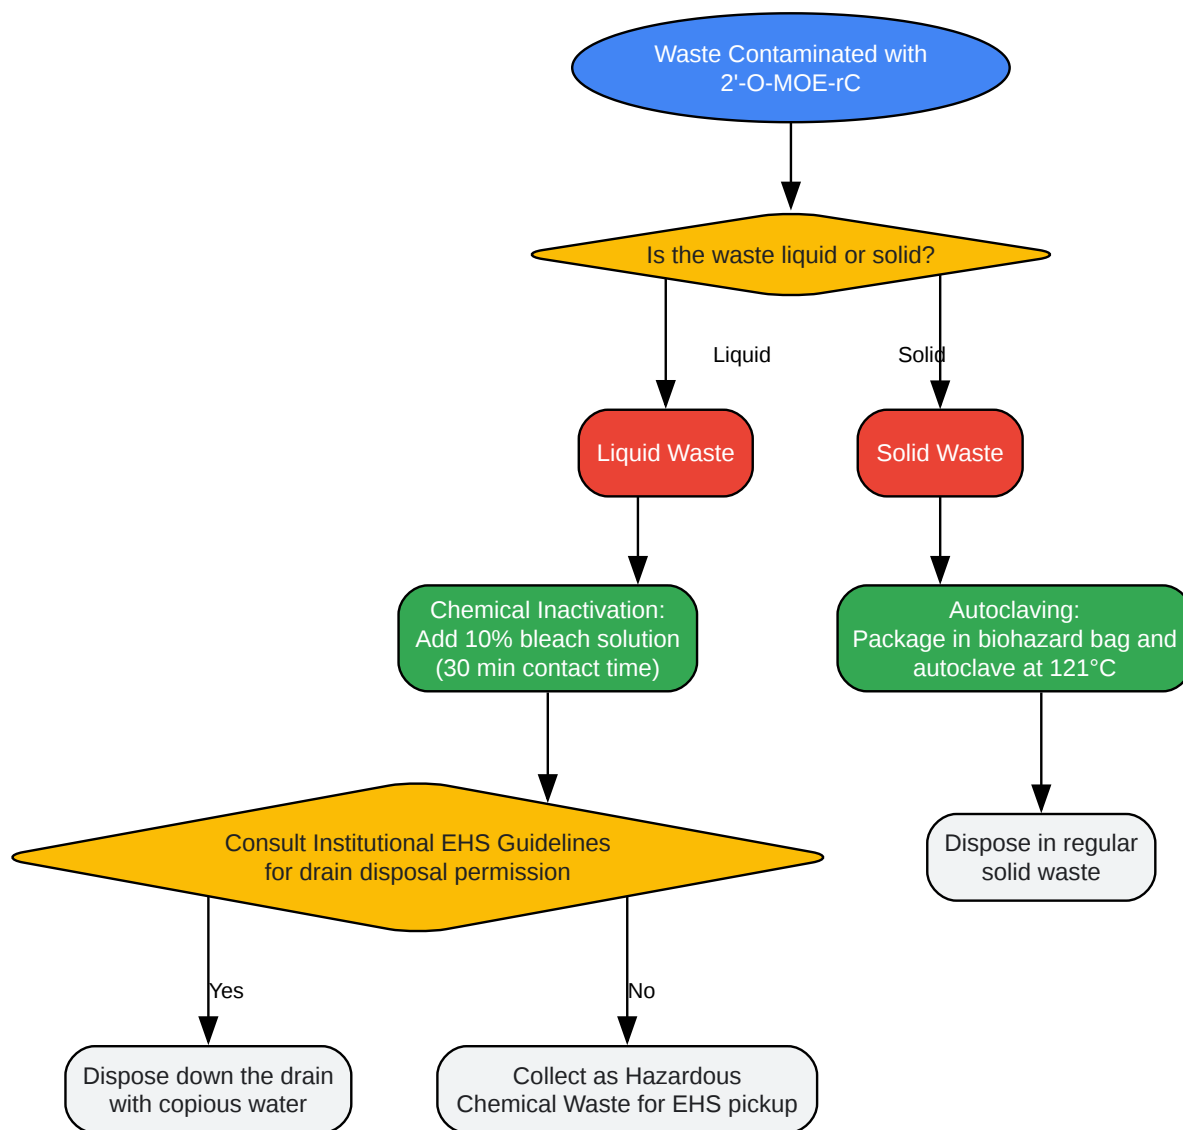 Waste Contaminated with
2'-O-MOE-rC
Is the waste liquid or solid?
Liquid
Solid
Liquid Waste
Solid Waste
Chemical Inactivation:
Add 10% bleach solution
(30 min contact time)
Autoclaving:
Package in biohazard bag and
autoclave at 121°C
Consult Institutional EHS Guidelines
for drain disposal permission
Dispose in regular
solid waste
Yes
No
Dispose down the drain
with copious water
Collect as Hazardous
Chemical Waste for EHS pickup